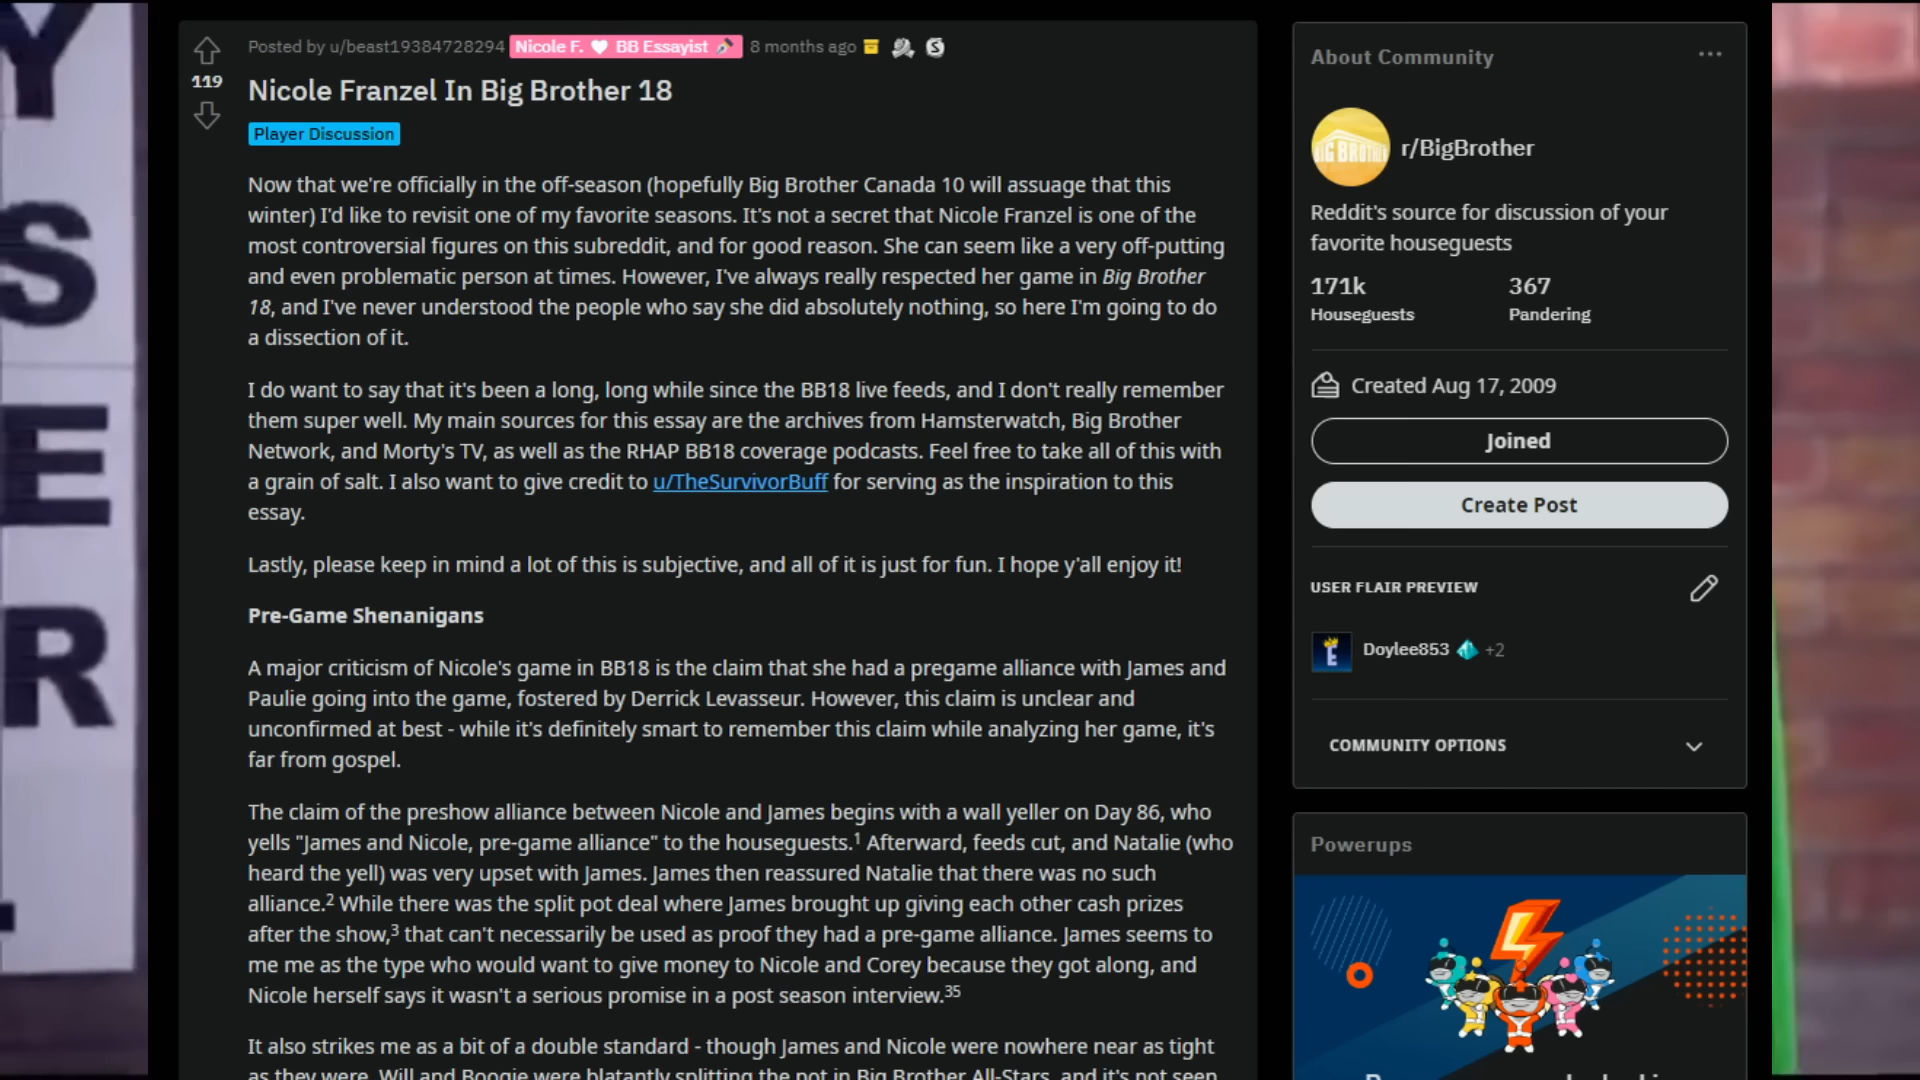 Y
S
E
R
Posted by u/beast19384728294 Nicole F. 🤍 BB Essayist 8 months ago
119
Nicole Franzel In Big Brother 18
Player Discussion
Now that we're officially in the off-season (hopefully Big Brother Canada 10 will assuage that this
winter) I'd like to revisit one of my favorite seasons. It's not a secret that Nicole Franzel is one of the
most controversial figures on this subreddit, and for good reason. She can seem like a very off-putting
and even problematic person at times. However, I've always really respected her game in Big Brother
18, and I've never understood the people who say she did absolutely nothing, so here I'm going to do
a dissection of it.
I do want to say that it's been a long, long while since the BB18 live feeds, and I don't really remember
them super well. My main sources for this essay are the archives from Hamsterwatch, Big Brother
Network, and Morty's TV, as well as the RHAP BB18 coverage podcasts. Feel free to take all of this with
a grain of salt. I also want to give credit to u/TheSurvivorBuff for serving as the inspiration to this
essay.
Lastly, please keep in mind a lot of this is subjective, and all of it is just for fun. I hope y'all enjoy it!
Pre-Game Shenanigans
A major criticism of Nicole's game in BB18 is the claim that she had a pregame alliance with James and
Paulie going into the game, fostered by Derrick Levasseur. However, this claim is unclear and
unconfirmed at best - while it's definitely smart to remember this claim while analyzing her game, it's
far from gospel.
The claim of the preshow alliance between Nicole and James begins with a wall yeller on Day 86, who
yells "James and Nicole, pre-game alliance" to the houseguests.¹ Afterward, feeds cut, and Natalie (who
heard the yell) was very upset with James. James then reassured Natalie that there was no such
alliance.² While there was the split pot deal where James brought up giving each other cash prizes
after the show,³ that can't necessarily be used as proof they had a pre-game alliance. James seems to
me me as the type who would want to give money to Nicole and Corey because they got along, and
Nicole herself says it wasn't a serious promise in a post season interview.³⁵
It also strikes me as a bit of a double standard - though James and Nicole were nowhere near as tight
as they were, Will and Boogie were blatantly splitting the pot in Big Brother All-Stars, and it's not seen
About Community
BIG BROTHER
r/BigBrother
Reddit's source for discussion of your
favorite houseguests
171k 367
Houseguests Pandering
Created Aug 17, 2009
Joined
Create Post
USER FLAIR PREVIEW
E
Doylee853 +2
COMMUNITY OPTIONS
Powerups